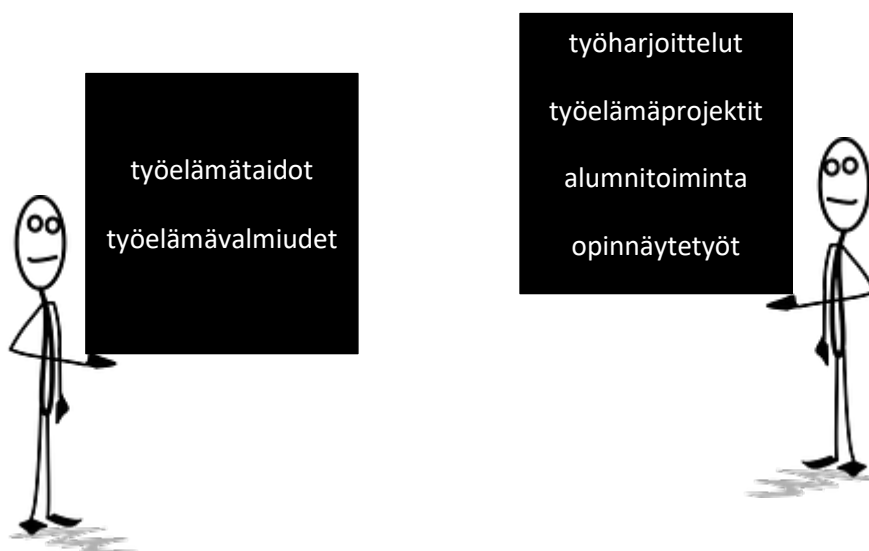 työelämätaidot
työelämävalmiudet
työharjoittelut
työelämäprojektit
alumnitoiminta
opinnäytetyöt